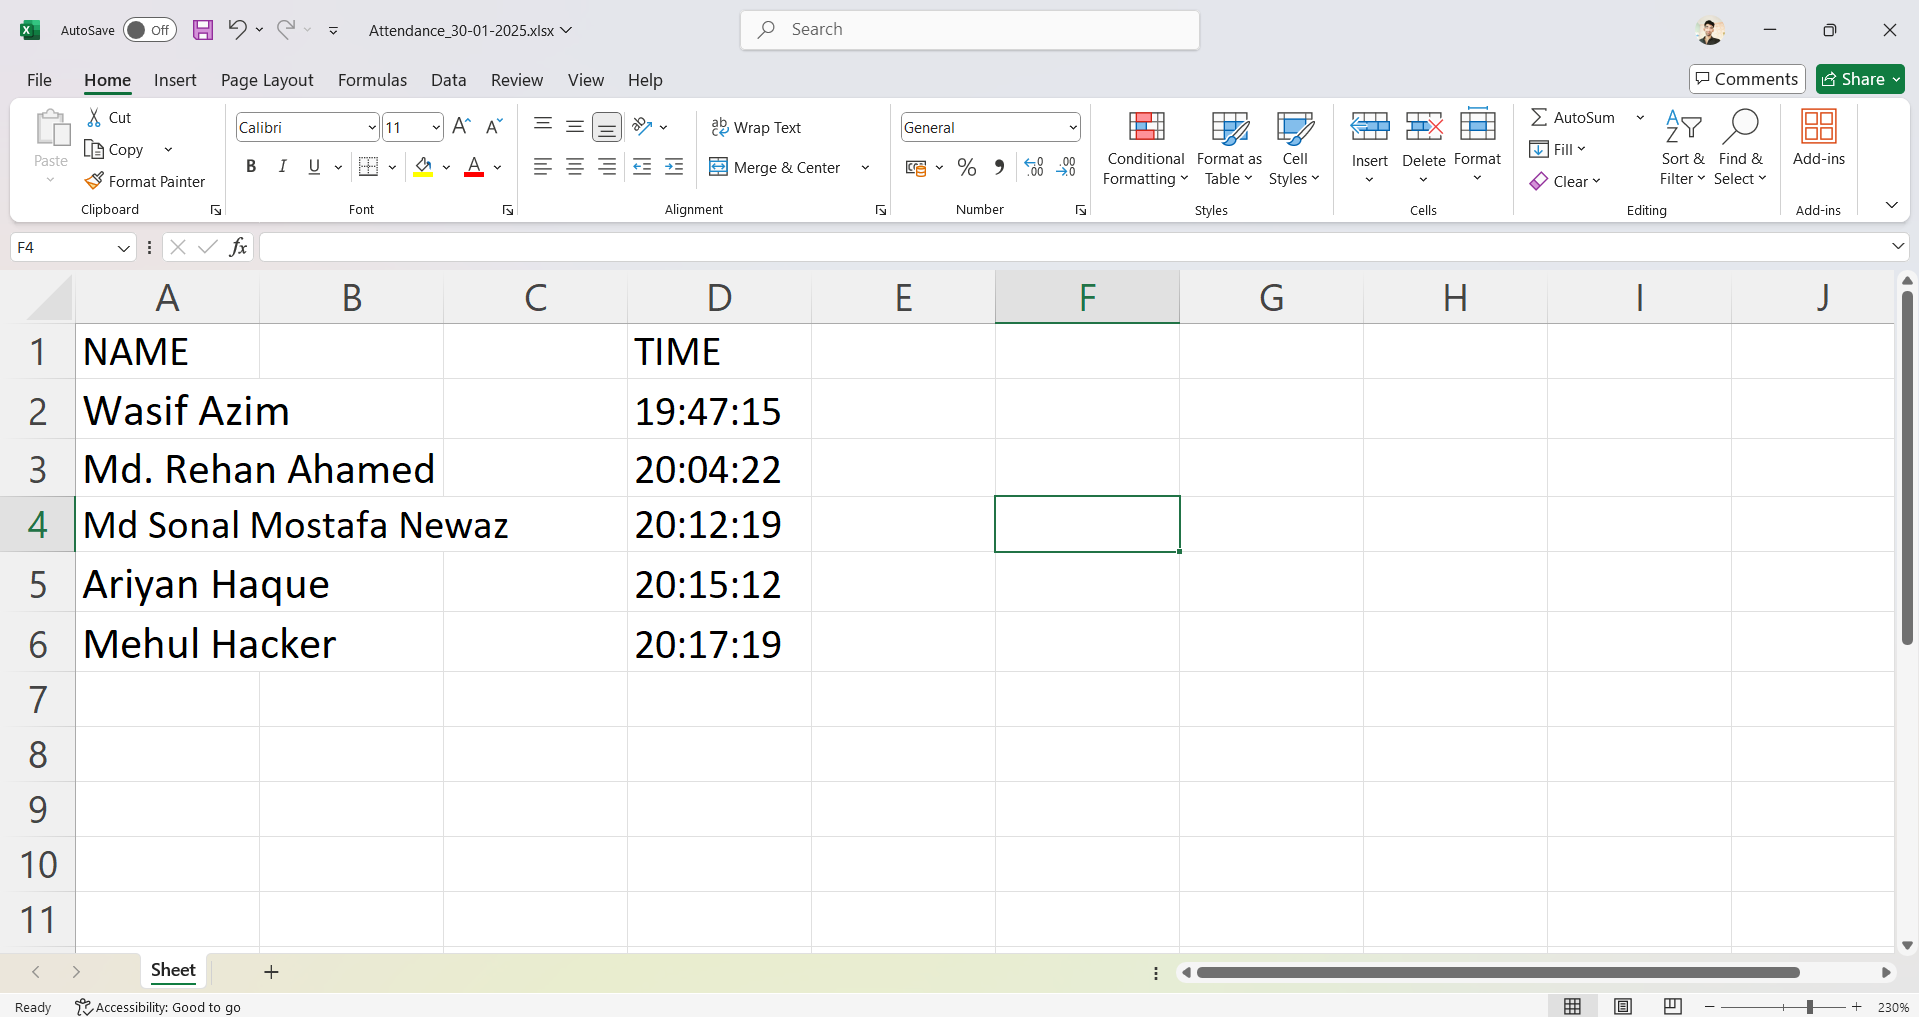 AutoSave Off Attendance_30-01-2025.xlsx Search
File Home Insert Page Layout Formulas Data Review View Help Comments Share
Paste
Cut
Copy
Format Painter
Clipboard
Calibri 11
B I U A
Font
ab Wrap Text
Merge & Center
Alignment
General
% .00 .00
Number
Conditional Formatting
Format as Table
Cell Styles
Styles
Insert Delete Format
Cells
AutoSum
Fill
Clear
Sort & Filter
Find & Select
Editing
Add-ins
Add-ins
F4 fx
A B C D E F G H I J
1 NAME TIME
2 Wasif Azim 19:47:15
3 Md. Rehan Ahamed 20:04:22
4 Md Sonal Mostafa Newaz 20:12:19
5 Ariyan Haque 20:15:12
6 Mehul Hacker 20:17:19
7
8
9
10
11
Sheet
Ready Accessibility: Good to go 230%